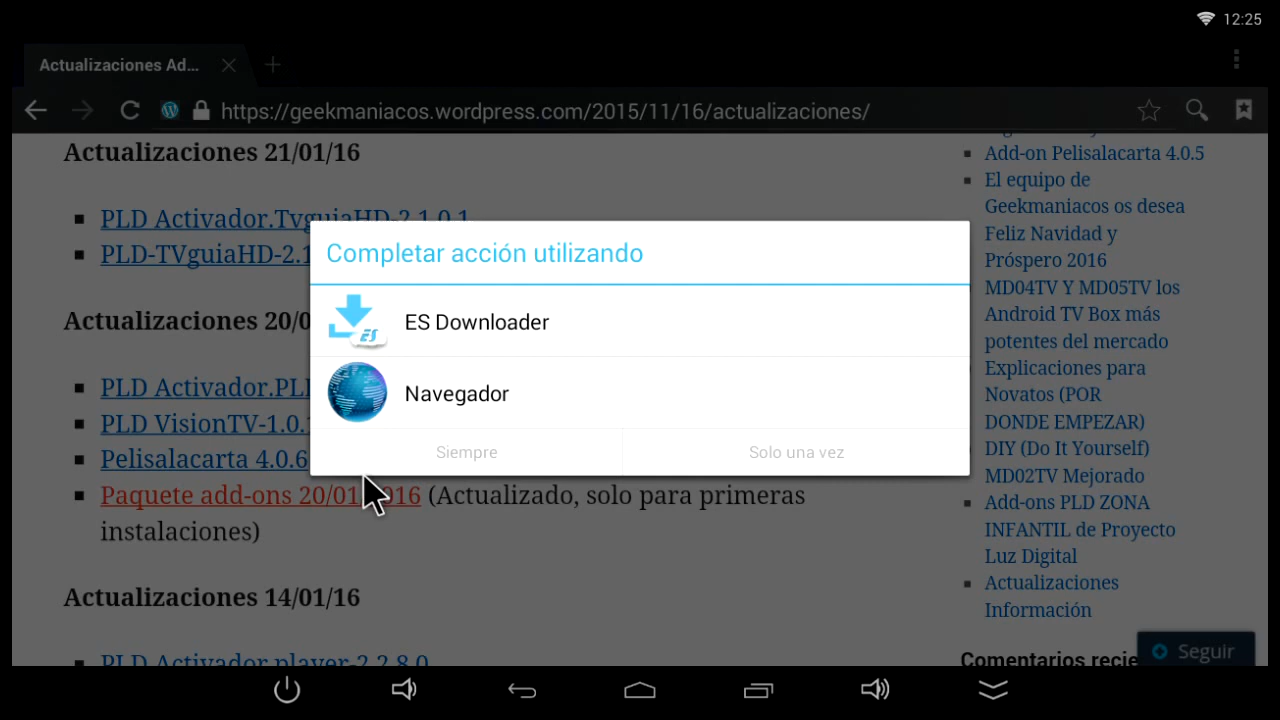 12:25
Actualizaciones Ad...
https://geekmaniacos.wordpress.com/2015/11/16/actualizaciones/
Actualizaciones 21/01/16
PLD Activador.TvguiaHD-2.1.0.1
PLD-TVguiaHD-2.1
Actualizaciones 20/0
PLD Activador.PL
PLD VisionTV-1.0.
Pelisalacarta 4.0.6
Paquete add-ons 20/01/2016 (Actualizado, solo para primeras
instalaciones)
Actualizaciones 14/01/16
PLD Activador player-2.2.8.0
Completar acción utilizando
ES Downloader
Navegador
Siempre
Solo una vez
Add-on Pelisalacarta 4.0.5
El equipo de
Geekmaniacos os desea
Feliz Navidad y
Próspero 2016
MD04TV Y MD05TV los
Android TV Box más
potentes del mercado
Explicaciones para
Novatos (POR
DONDE EMPEZAR)
DIY (Do It Yourself)
MD02TV Mejorado
Add-ons PLD ZONA
INFANTIL de Proyecto
Luz Digital
Actualizaciones
Información
Comentarios recie
Seguir